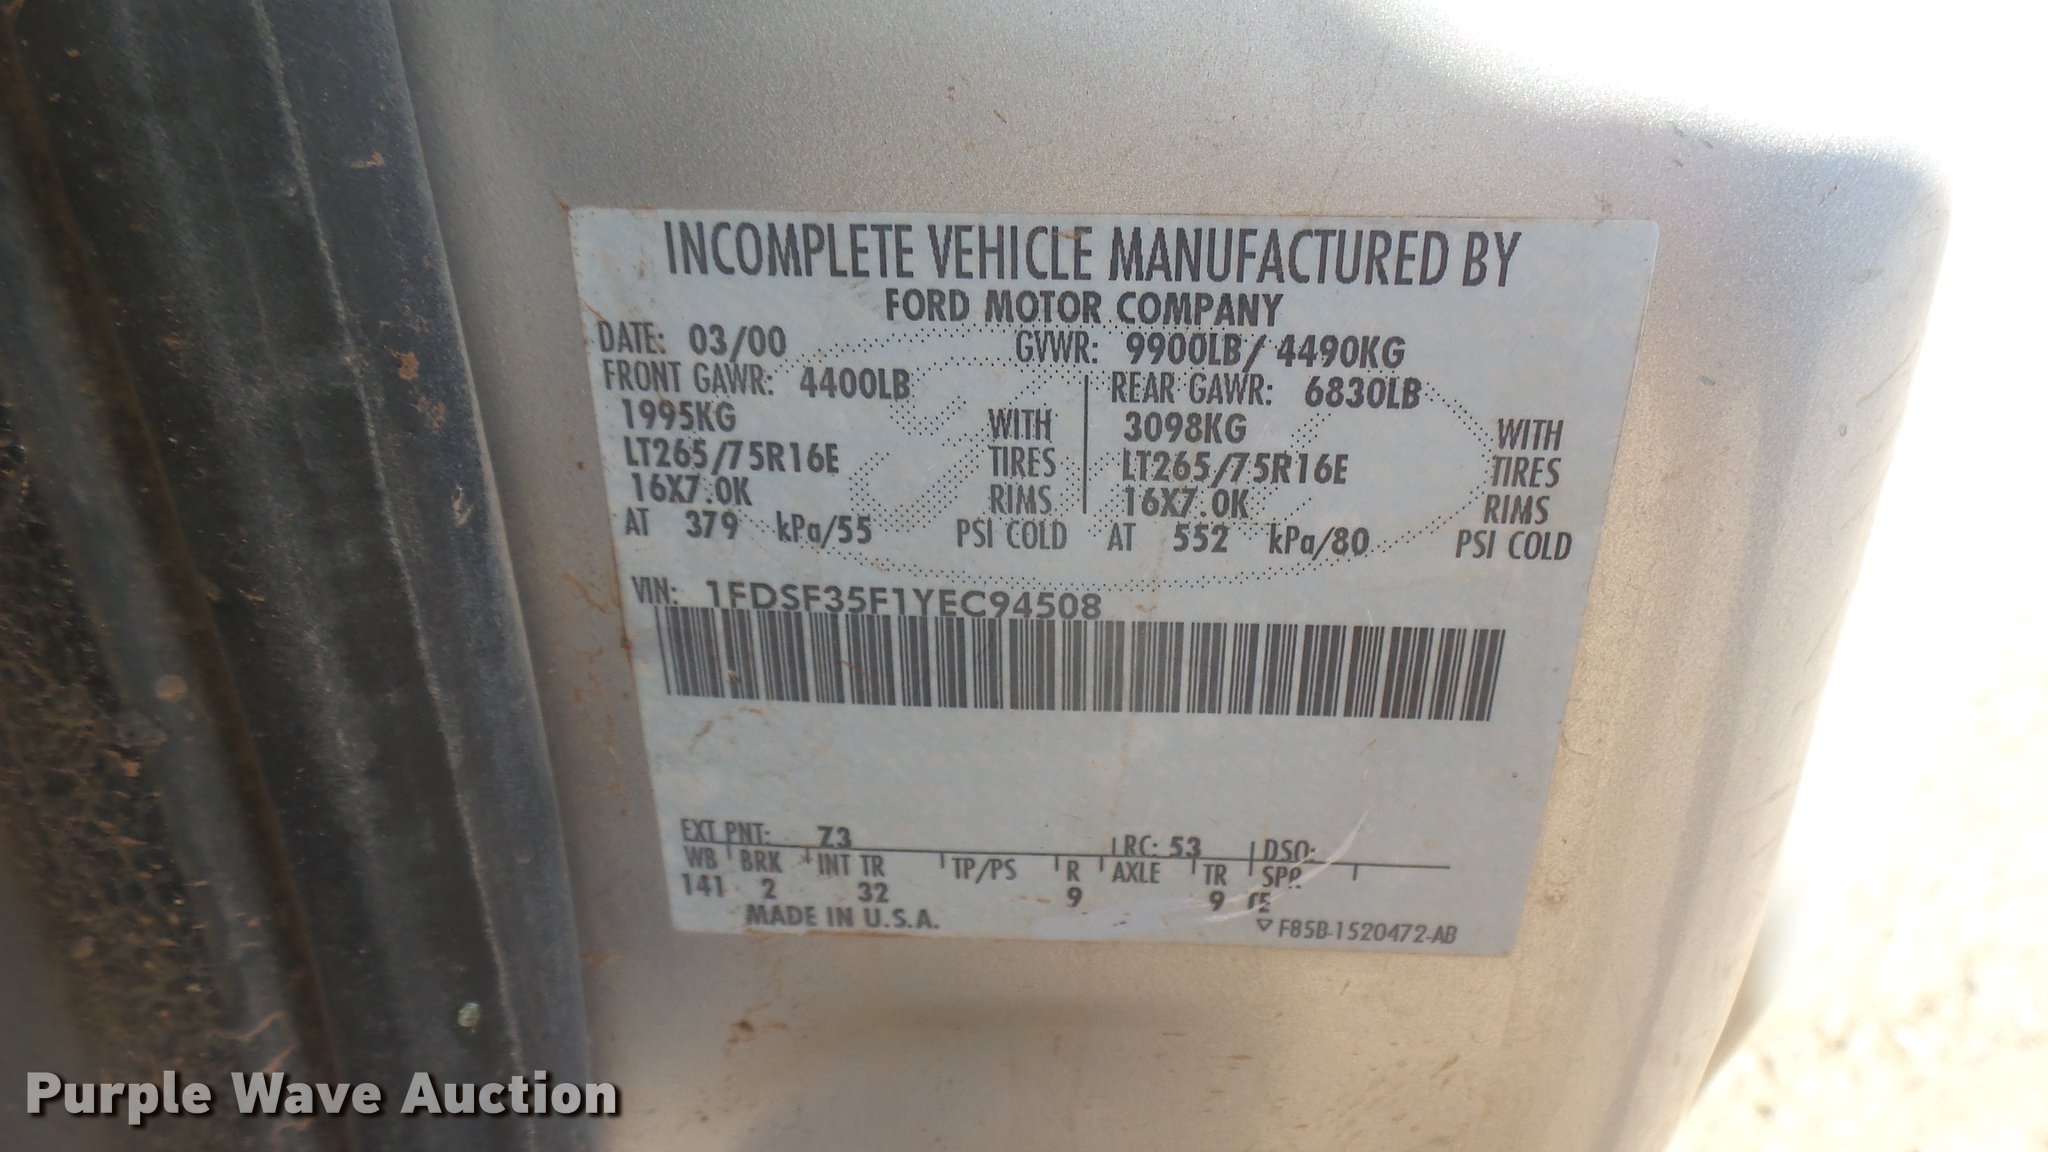 INCOMPLETE VEHICLE MANUFACTURED BY
FORD MOTOR COMPANY
DATE: 03/00 GVWR: 9900LB/ 4490KG
FRONT GAWR: 4400LB REAR GAWR: 6830LB
1995KG WITH 3098KG WITH
LT265/75R16E TIRES LT265/75R16E TIRES
16X7.0K RIMS 16X7.0K RIMS
AT 379 kPa/55 PSI COLD AT 552 kPa/80 PSI COLD
VIN: 1FDSF35F1YEC94508
EXT PNT: Z3 RC: 53 DSO:
WB BRK INT TR TP/PS R AXLE TR SPR
141 2 32 9 9
MADE IN U.S.A. F85B-1520472-AB
Purple Wave Auction